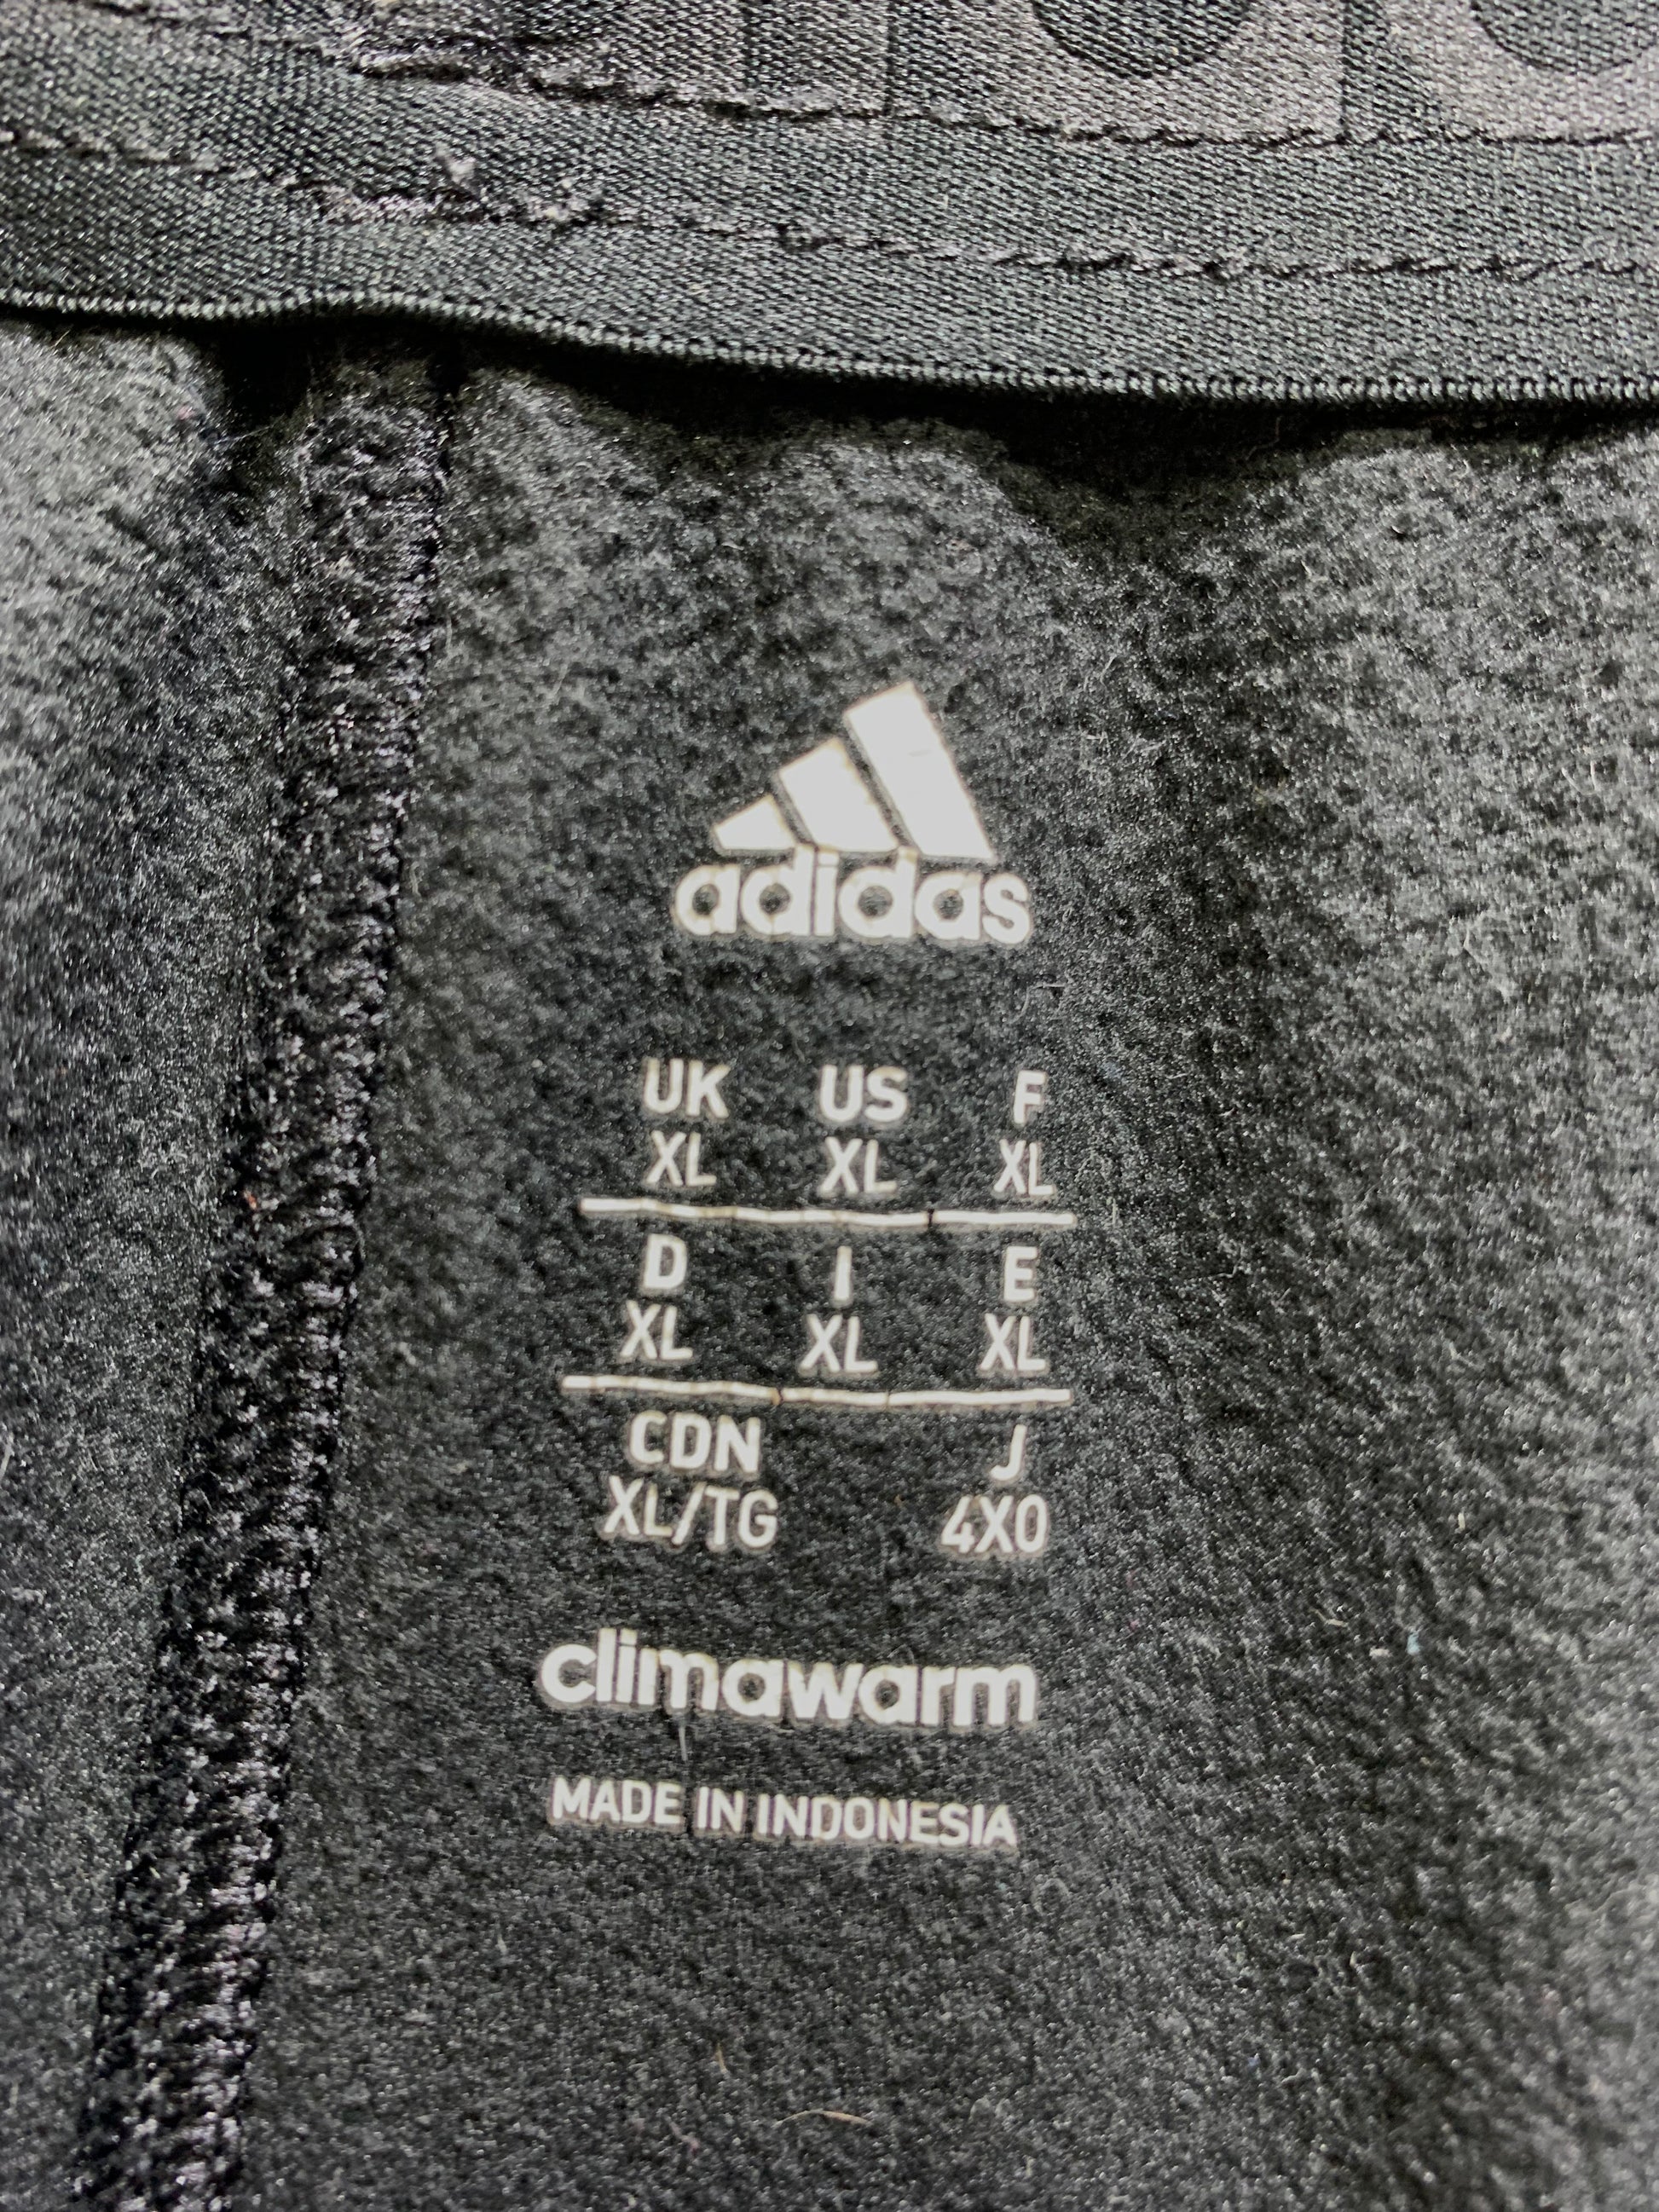 adidas
UK US F
XL XL XL
D I E
XL XL XL
CDN J
XL/TG 4XO
climawarm
MADE IN INDONESIA